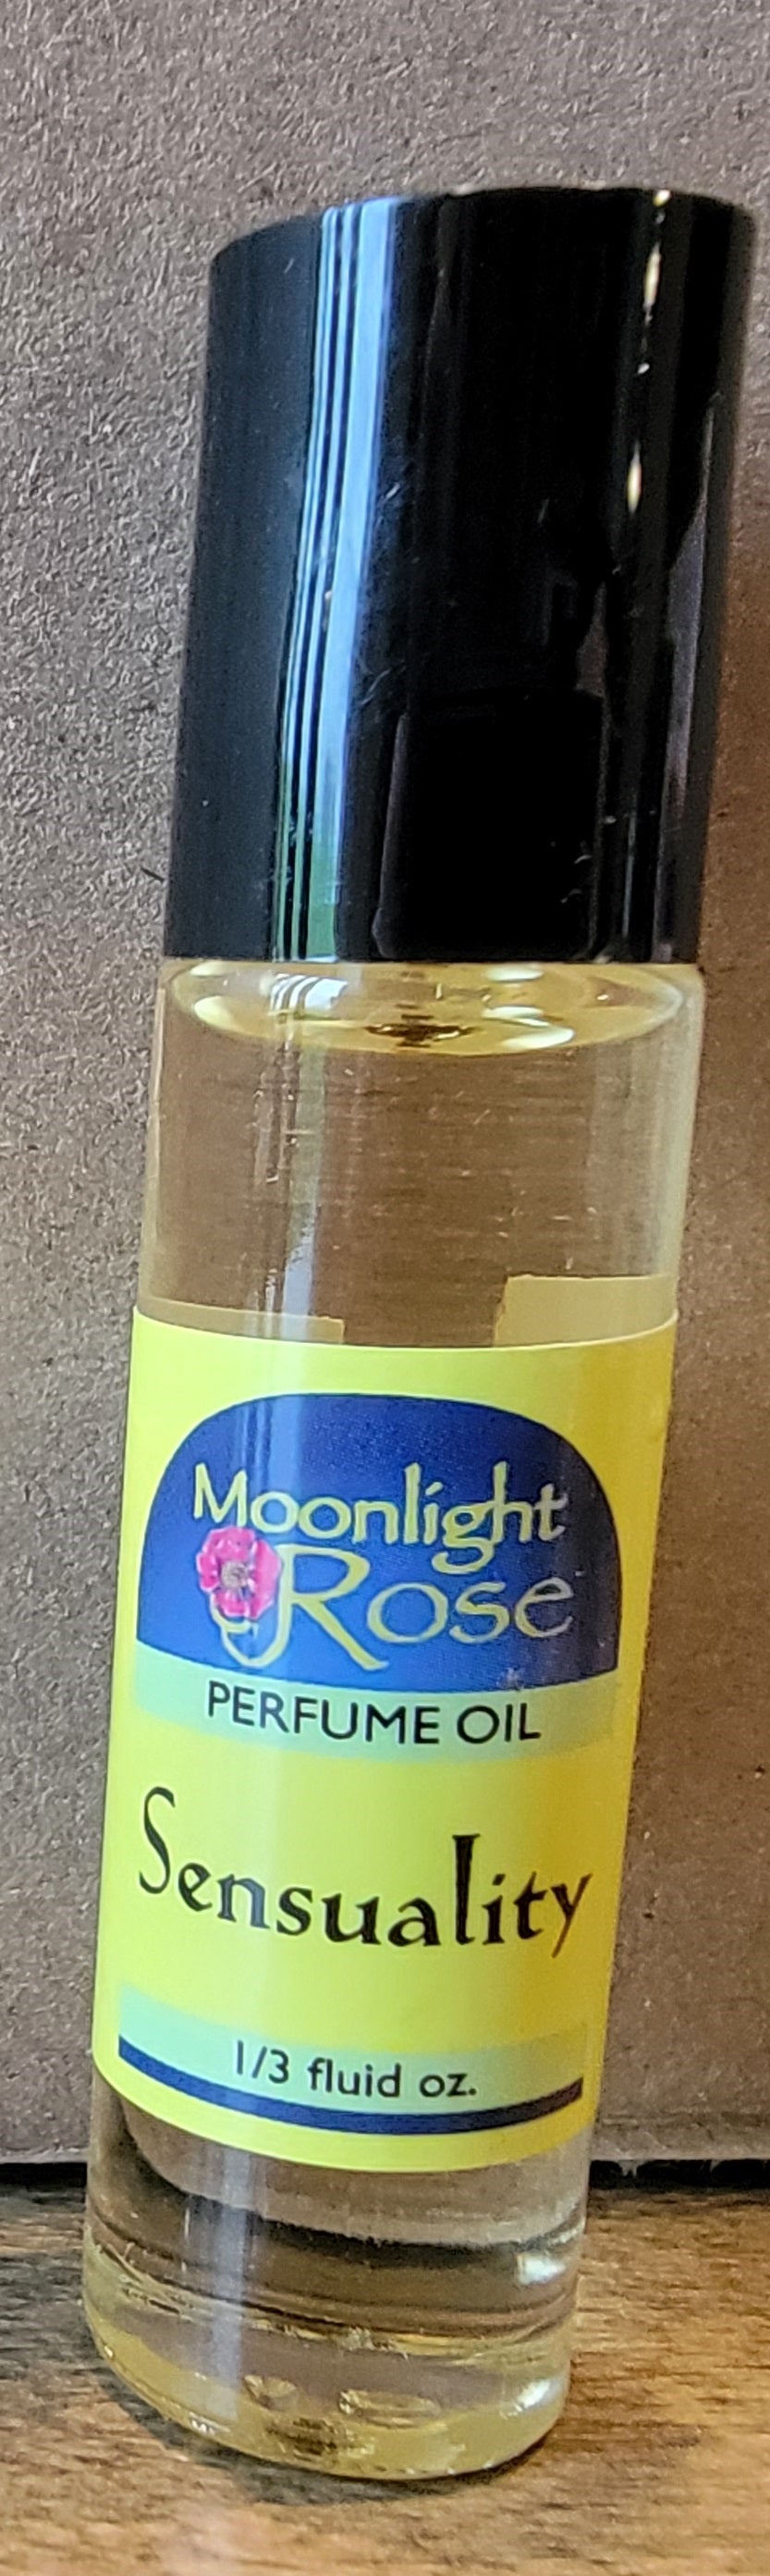 Moonlight
Rose
PERFUME OIL
Sensuality
1/3 fluid oz.